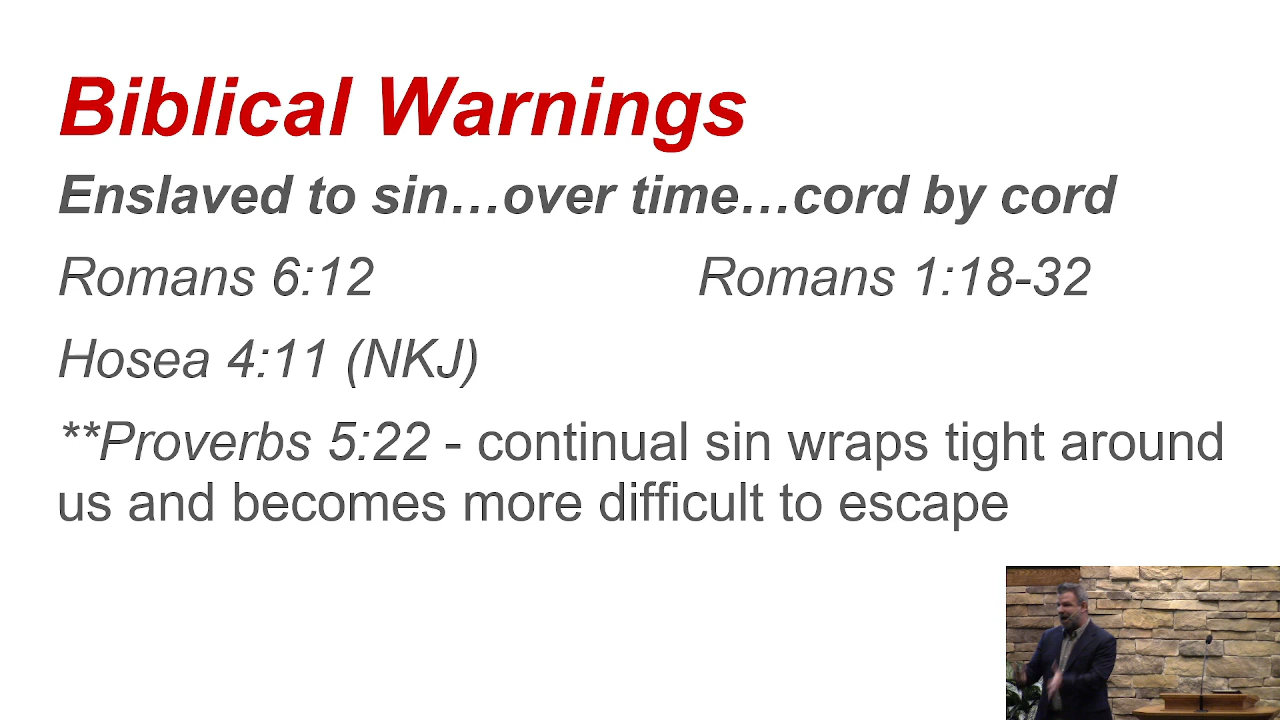 Biblical Warnings
Enslaved to sin…over time…cord by cord
Romans 6:12 Romans 1:18-32
Hosea 4:11 (NKJ)
**Proverbs 5:22 - continual sin wraps tight around
us and becomes more difficult to escape